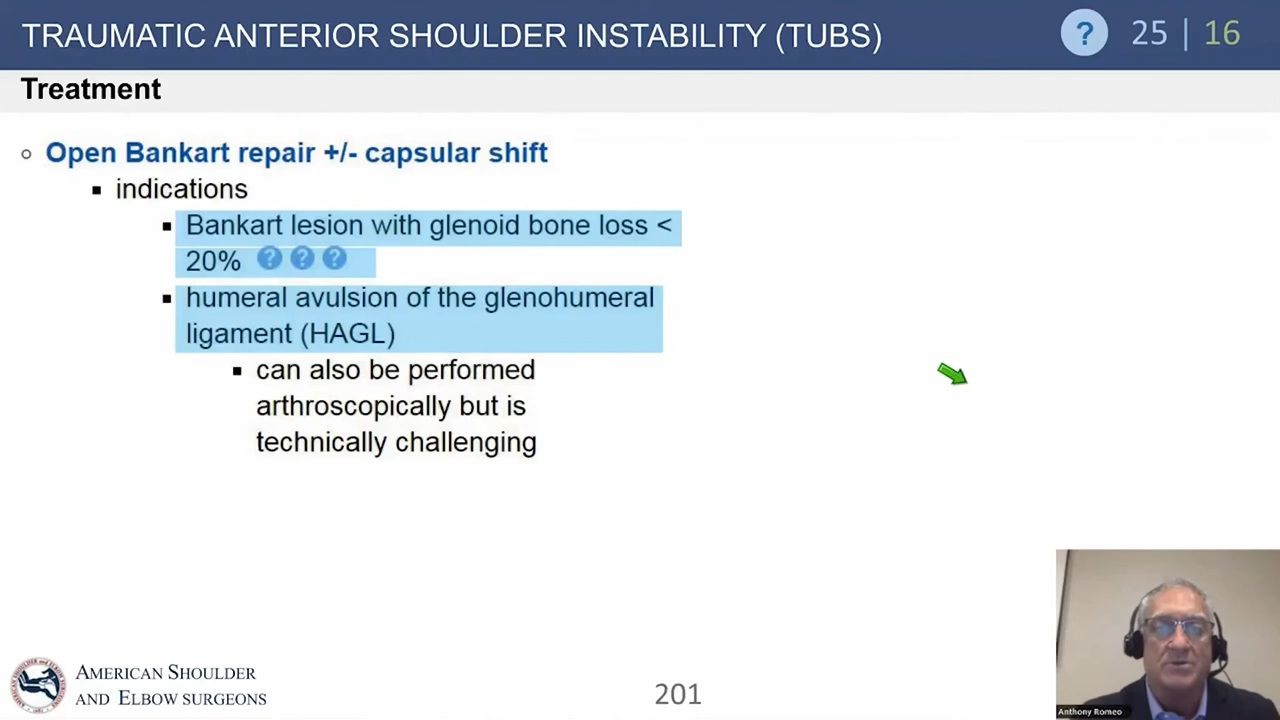 TRAUMATIC ANTERIOR SHOULDER INSTABILITY (TUBS)
? 25 | 16
Treatment
Open Bankart repair +/- capsular shift
indications
Bankart lesion with glenoid bone loss <
20% ? ? ?
humeral avulsion of the glenohumeral
ligament (HAGL)
can also be performed
arthroscopically but is
technically challenging
AMERICAN SHOULDER
AND ELBOW SURGEONS
201
Anthony Romeo